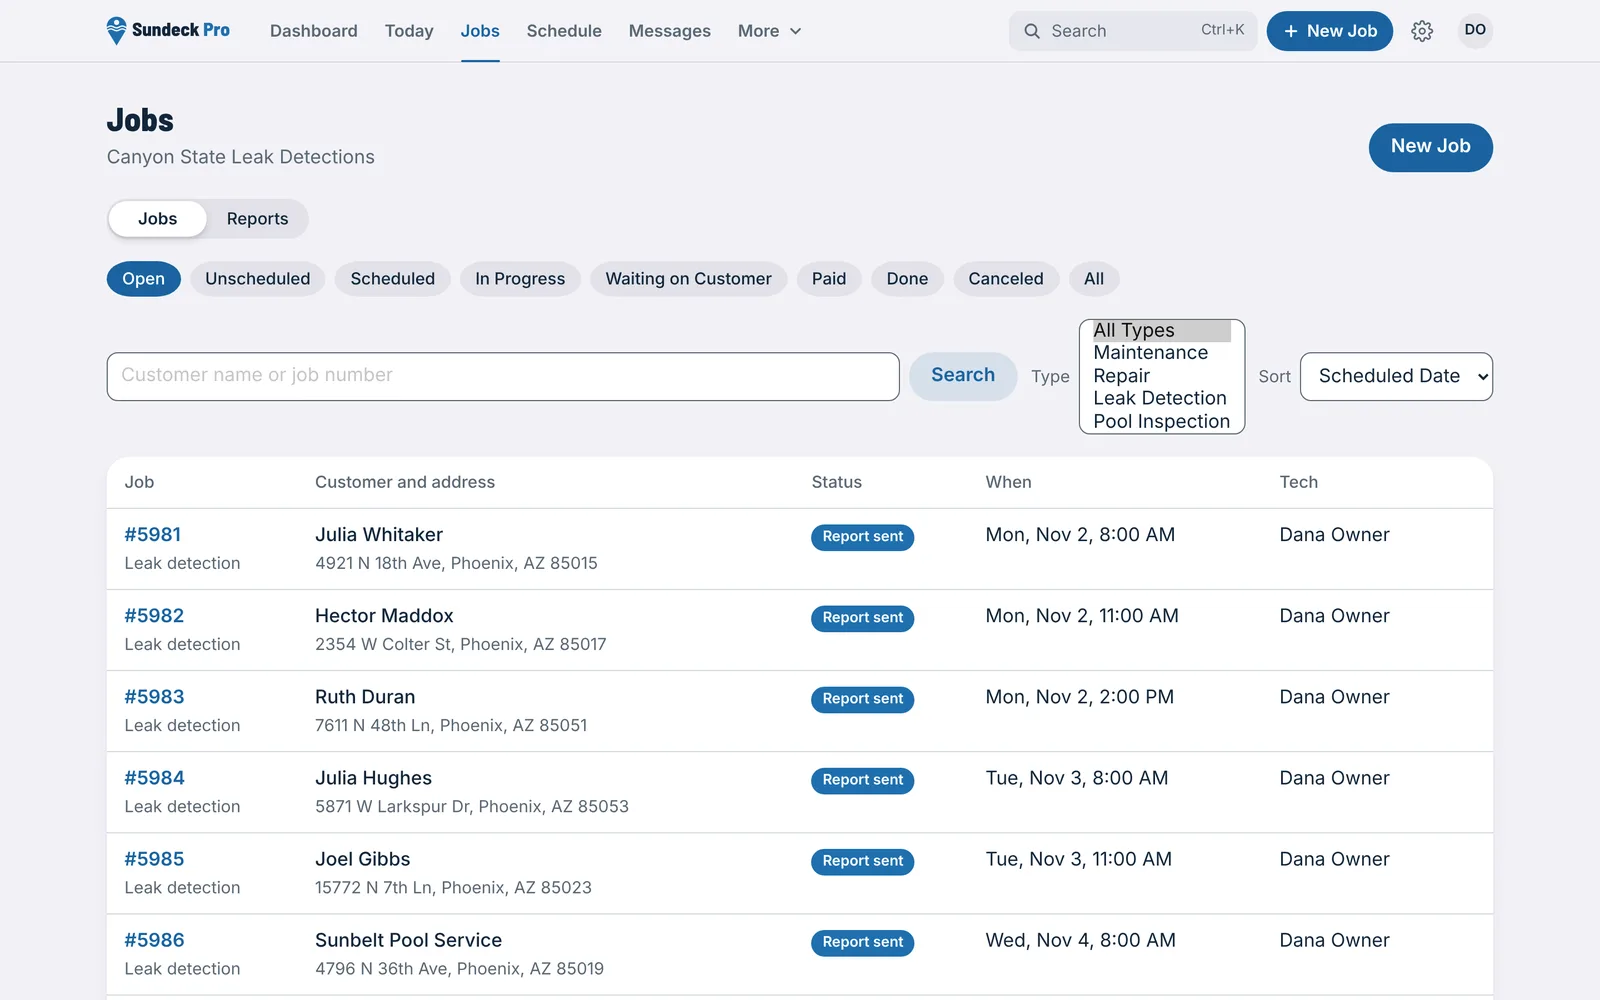 Sundeck Pro
Dashboard Today Jobs Schedule Messages More
Search Ctrl+K
+ New Job
DO
Jobs
Canyon State Leak Detections
New Job
Jobs Reports
Open Unscheduled Scheduled In Progress Waiting on Customer Paid Done Canceled All
Customer name or job number
Search
Type
All Types
Maintenance
Repair
Leak Detection
Pool Inspection
Sort
Scheduled Date
Job Customer and address Status When Tech
#5981 Julia Whitaker Report sent Mon, Nov 2, 8:00 AM Dana Owner
Leak detection 4921 N 18th Ave, Phoenix, AZ 85015
#5982 Hector Maddox Report sent Mon, Nov 2, 11:00 AM Dana Owner
Leak detection 2354 W Colter St, Phoenix, AZ 85017
#5983 Ruth Duran Report sent Mon, Nov 2, 2:00 PM Dana Owner
Leak detection 7611 N 48th Ln, Phoenix, AZ 85051
#5984 Julia Hughes Report sent Tue, Nov 3, 8:00 AM Dana Owner
Leak detection 5871 W Larkspur Dr, Phoenix, AZ 85053
#5985 Joel Gibbs Report sent Tue, Nov 3, 11:00 AM Dana Owner
Leak detection 15772 N 7th Ln, Phoenix, AZ 85023
#5986 Sunbelt Pool Service Report sent Wed, Nov 4, 8:00 AM Dana Owner
Leak detection 4796 N 36th Ave, Phoenix, AZ 85019